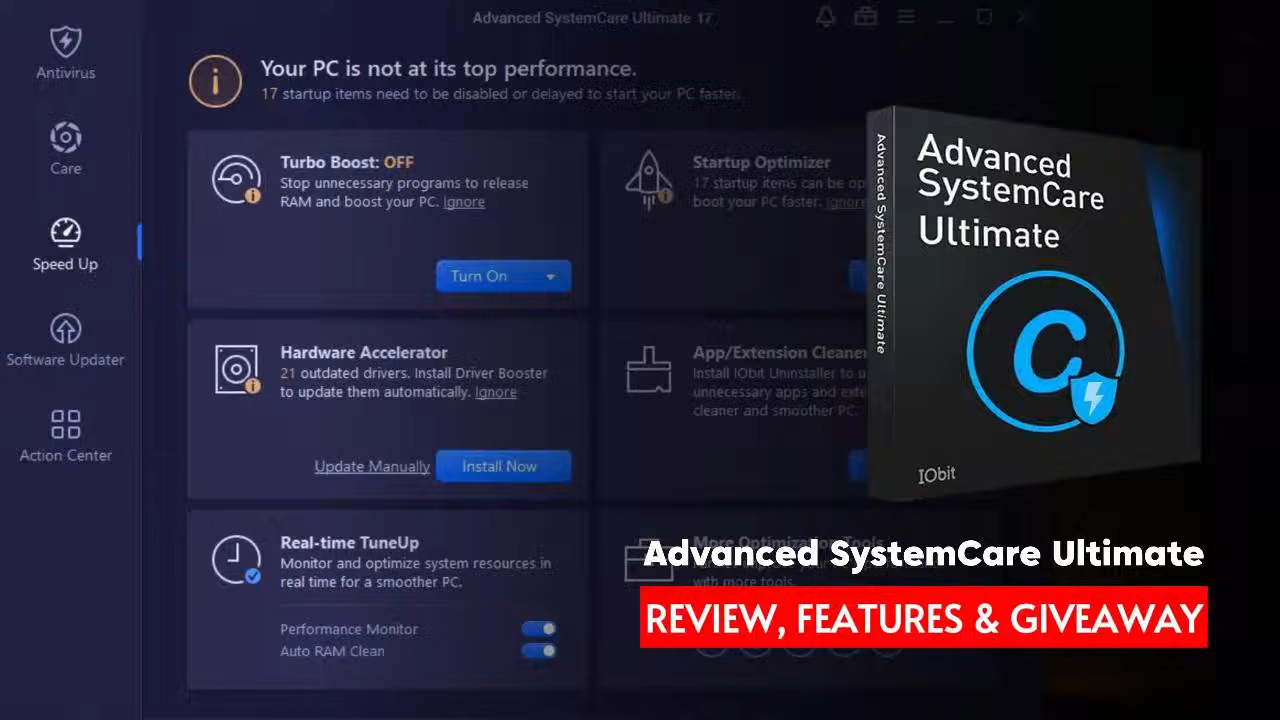 Advanced SystemCare Ultimate 17
Antivirus
Care
Speed Up
Software Updater
Action Center
Your PC is not at its top performance.
17 startup items need to be disabled or delayed to start your PC faster.
Turbo Boost: OFF
Stop unnecessary programs to release
RAM and boost your PC. Ignore
Turn On
Startup Optimizer
17 startup items can be
boost your PC faster. Ignore
Hardware Accelerator
21 outdated drivers. Install Driver Booster
to update them automatically. Ignore
Update Manually
Install Now
App/Extension Cleaner
Install IObit Uninstaller to
unnecessary apps and
cleaner and smoother PC.
Real-time TuneUp
Monitor and optimize system resources in
real time for a smoother PC.
Performance Monitor
Auto RAM Clean
More Optimization Tools
with more tools.
Advanced SystemCare Ultimate
Advanced
SystemCare
Ultimate
IObit
Advanced SystemCare Ultimate
REVIEW, FEATURES & GIVEAWAY